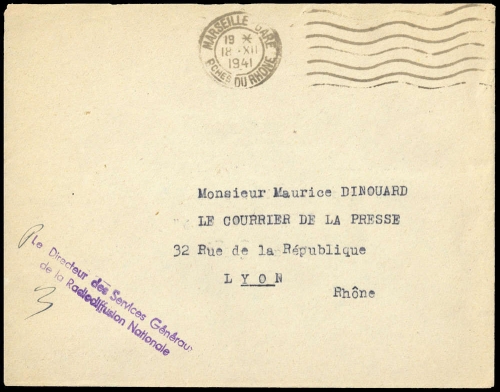 MARSEILLE GARE
19 *
18 XII
1941
BCHES DU RHÔNE
Monsieur Maurice DINOUARD
LE COURRIER DE LA PRESSE
32 Rue de la République
LYON
Rhône
Le Directeur des Services Généraux
de la Radiodiffusion Nationale